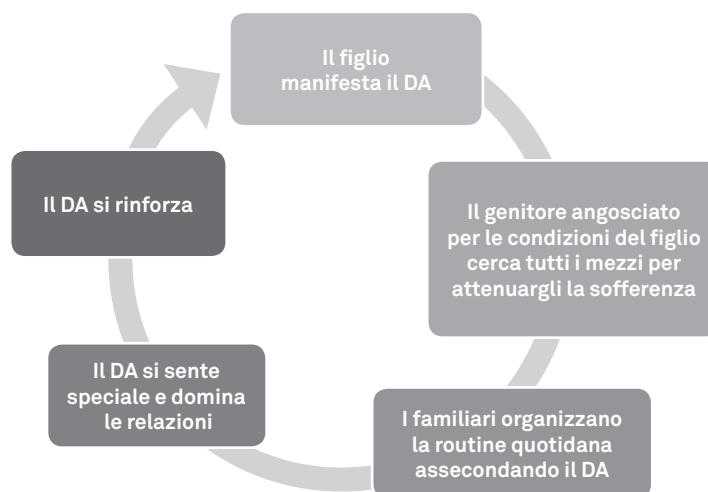 Il figlio
manifesta il DA
Il genitore angosciato
per le condizioni del figlio
cerca tutti i mezzi per
attenuargli la sofferenza
I familiari organizzano
la routine quotidana
assecondando il DA
Il DA si sente
speciale e domina
le relazioni
Il DA si rinforza